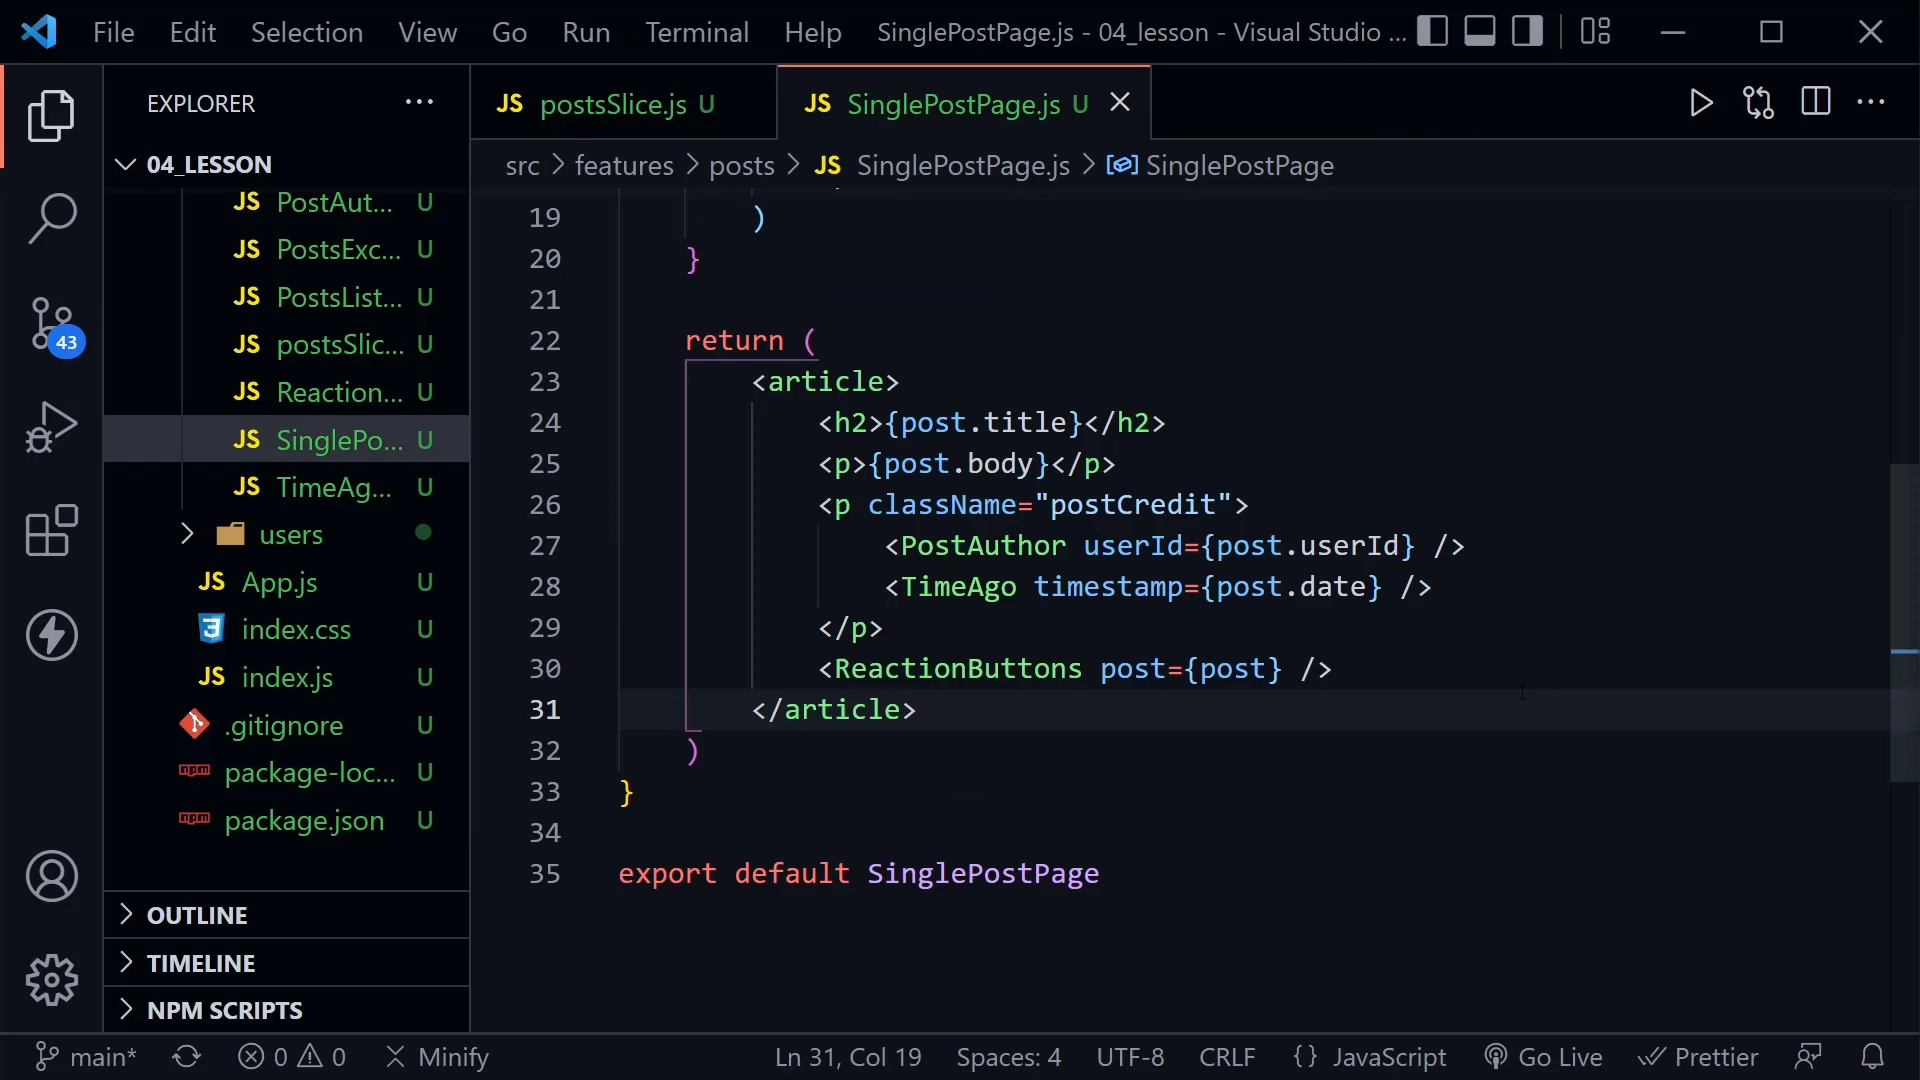 File Edit Selection View Go Run Terminal Help SinglePostPage.js - 04_lesson - Visual Studio ...
EXPLORER
04_LESSON
JS PostAut... U
JS PostsExc... U
JS PostsList... U
JS postsSlic... U
JS Reaction... U
JS SinglePo... U
JS TimeAg... U
users
JS App.js U
index.css U
JS index.js U
.gitignore U
package-loc... U
package.json U
OUTLINE
TIMELINE
NPM SCRIPTS
43
JS postsSlice.js U
JS SinglePostPage.js U
src > features > posts > JS SinglePostPage.js > SinglePostPage
19 )
20 }
21
22 return (
23 <article>
24 <h2>{post.title}</h2>
25 <p>{post.body}</p>
26 <p className="postCredit">
27 <PostAuthor userId={post.userId} />
28 <TimeAgo timestamp={post.date} />
29 </p>
30 <ReactionButtons post={post} />
31 </article>
32 )
33 }
34
35 export default SinglePostPage
main* 0 0 Minify Ln 31, Col 19 Spaces: 4 UTF-8 CRLF {} JavaScript Go Live Prettier